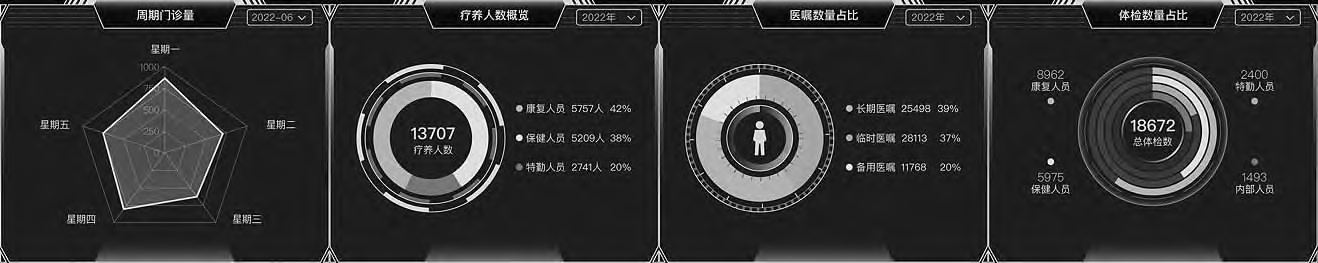 周期门诊量
2022-06
星期一
1000
750
500
250
0
星期五
星期二
星期四
星期三
疗养人数概览
2022年
13707
疗养人数
康复人员 5757人 42%
保健人员 5209人 38%
特勤人员 2741人 20%
医嘱数量占比
2022年
长期医嘱 25498 39%
临时医嘱 28113 37%
备用医嘱 11768 20%
体检数量占比
2022年
8962
康复人员
2400
特勤人员
18672
总体检数
5975
保健人员
1493
内部人员